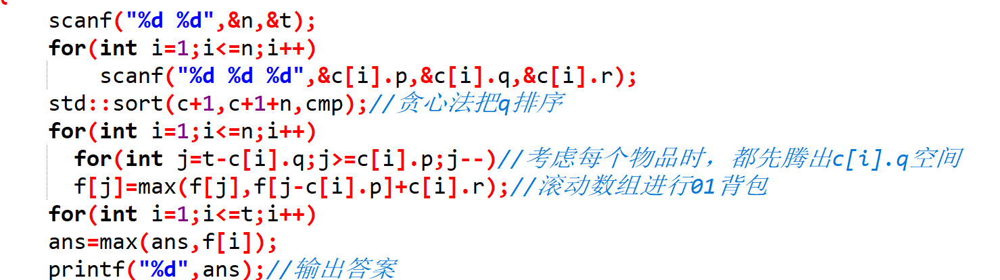 scanf("%d %d",&n,&t);
for(int i=1;i<=n;i++)
scanf("%d %d %d",&c[i].p,&c[i].q,&c[i].r);
std::sort(c+1,c+1+n,cmp);//贪心法把q排序
for(int i=1;i<=n;i++)
for(int j=t-c[i].q;j>=c[i].p;j--)//考虑每个物品时，都先腾出c[i].q空间
f[j]=max(f[j],f[j-c[i].p]+c[i].r);//滚动数组进行01背包
for(int i=1;i<=t;i++)
ans=max(ans,f[i]);
printf("%d",ans);//输出答案